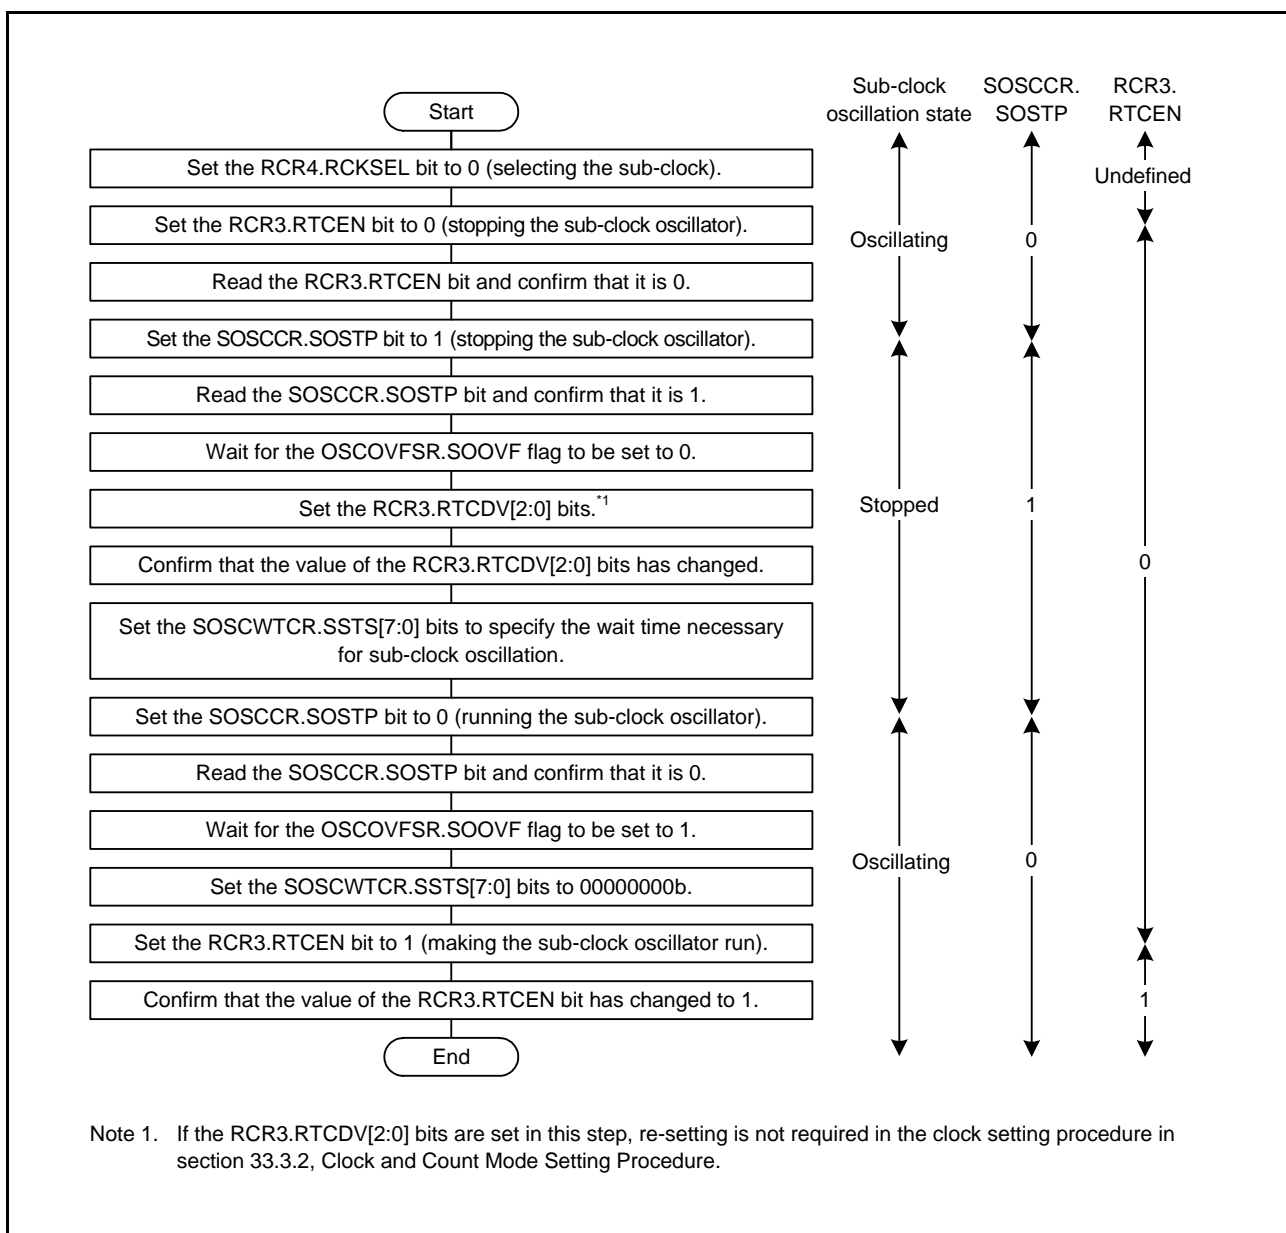 Sub-clock SOSCCR. RCR3.
oscillation state SOSTP RTCEN
Start
Set the RCR4.RCKSEL bit to 0 (selecting the sub-clock).
Undefined
Set the RCR3.RTCEN bit to 0 (stopping the sub-clock oscillator).
Oscillating 0
Read the RCR3.RTCEN bit and confirm that it is 0.
Set the SOSCCR.SOSTP bit to 1 (stopping the sub-clock oscillator).
Read the SOSCCR.SOSTP bit and confirm that it is 1.
Wait for the OSCOVFSR.SOOVF flag to be set to 0.
Set the RCR3.RTCDV[2:0] bits.*1
Stopped 1
Confirm that the value of the RCR3.RTCDV[2:0] bits has changed.
0
Set the SOSCWTCR.SSTS[7:0] bits to specify the wait time necessary
for sub-clock oscillation.
Set the SOSCCR.SOSTP bit to 0 (running the sub-clock oscillator).
Read the SOSCCR.SOSTP bit and confirm that it is 0.
Wait for the OSCOVFSR.SOOVF flag to be set to 1.
Oscillating 0
Set the SOSCWTCR.SSTS[7:0] bits to 00000000b.
Set the RCR3.RTCEN bit to 1 (making the sub-clock oscillator run).
Confirm that the value of the RCR3.RTCEN bit has changed to 1.
1
End
Note 1. If the RCR3.RTCDV[2:0] bits are set in this step, re-setting is not required in the clock setting procedure in
section 33.3.2, Clock and Count Mode Setting Procedure.